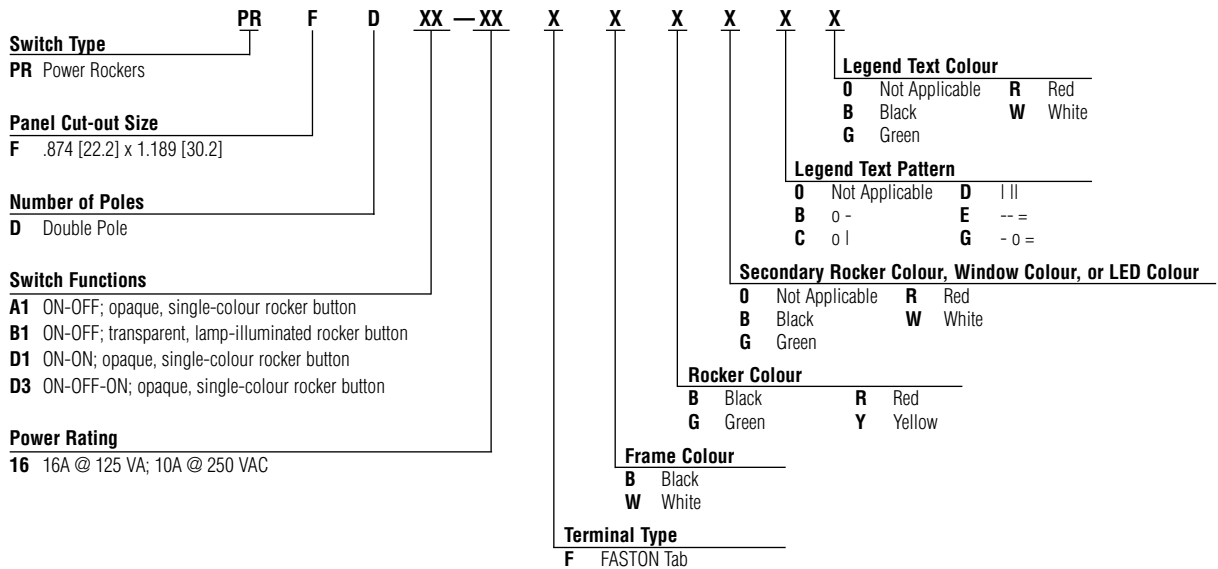 PR F D XX — XX X X X X X X
Switch Type
PR Power Rockers
Panel Cut-out Size
F .874 [22.2] x 1.189 [30.2]
Number of Poles
D Double Pole
Switch Functions
A1 ON-OFF; opaque, single-colour rocker button
B1 ON-OFF; transparent, lamp-illuminated rocker button
D1 ON-ON; opaque, single-colour rocker button
D3 ON-OFF-ON; opaque, single-colour rocker button
Power Rating
16 16A @ 125 VA; 10A @ 250 VAC
Legend Text Colour
0 Not Applicable R Red
B Black W White
G Green
Legend Text Pattern
0 Not Applicable D I II
B o - E -- =
C o I G - o =
Secondary Rocker Colour, Window Colour, or LED Colour
0 Not Applicable R Red
B Black W White
G Green
Rocker Colour
B Black R Red
G Green Y Yellow
Frame Colour
B Black
W White
Terminal Type
F FASTON Tab